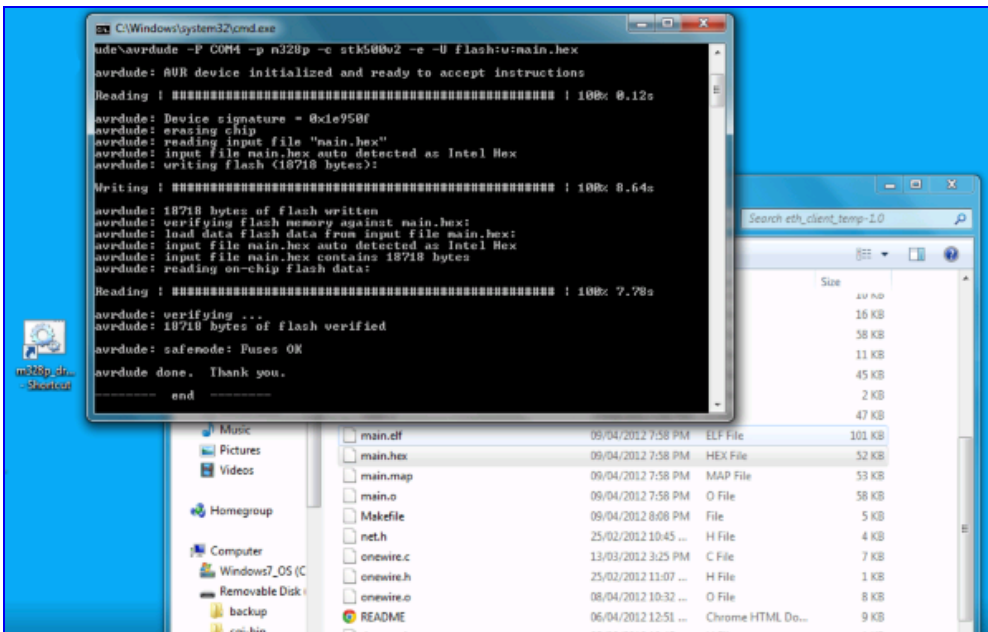 C:\Windows\system32\cmd.exe
ude\avrdude -P COM4 -p m328p -c stk500v2 -e -U flash:w:main.hex
avrdude: AVR device initialized and ready to accept instructions
Reading | ################################################## | 100% 0.12s
avrdude: Device signature = 0x1e950f
avrdude: erasing chip
avrdude: reading input file "main.hex"
avrdude: input file main.hex auto detected as Intel Hex
avrdude: writing flash (18718 bytes):
Writing | ################################################## | 100% 8.64s
avrdude: 18718 bytes of flash written
avrdude: verifying flash memory against main.hex:
avrdude: load data flash data from input file main.hex:
avrdude: input file main.hex auto detected as Intel Hex
avrdude: input file main.hex contains 18718 bytes
avrdude: reading on-chip flash data:
Reading | ################################################## | 100% 7.78s
avrdude: verifying ...
avrdude: 18718 bytes of flash verified
avrdude: safemode: Fuses OK
avrdude done.  Thank you.
-------- end --------
- Shortcut
Search eth_client_temp-1.0
Size
10 KB
16 KB
58 KB
11 KB
45 KB
2 KB
47 KB
Music
Pictures
Videos
Homegroup
Computer
Windows7_OS (C
Removable Disk
backup
cgi-bin
main.elf 09/04/2012 7:58 PM ELF File 101 KB
main.hex 09/04/2012 7:58 PM HEX File 52 KB
main.map 09/04/2012 7:58 PM MAP File 53 KB
main.o 09/04/2012 7:58 PM O File 58 KB
Makefile 09/04/2012 8:08 PM File 5 KB
net.h 25/02/2012 10:45 ... H File 4 KB
onewire.c 13/03/2012 3:25 PM C File 7 KB
onewire.h 25/02/2012 11:07 ... H File 1 KB
onewire.o 08/04/2012 10:32 ... O File 8 KB
README 06/04/2012 12:51 ... Chrome HTML Do... 9 KB